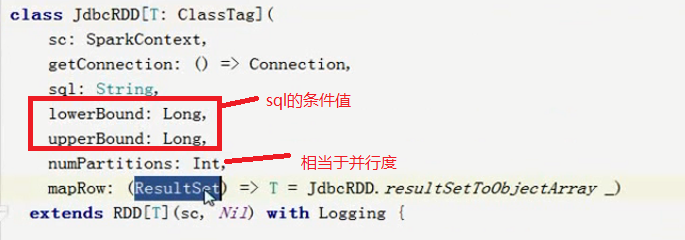 class JdbcRDD[T: ClassTag](
sc: SparkContext,
getConnection: () => Connection,
sql: String,
sql的条件值
lowerBound: Long,
upperBound: Long,
numPartitions: Int,
相当于并行度
mapRow: (ResultSet) => T = JdbcRDD.resultSetToObjectArray _)
extends RDD[T](sc, Nil) with Logging {